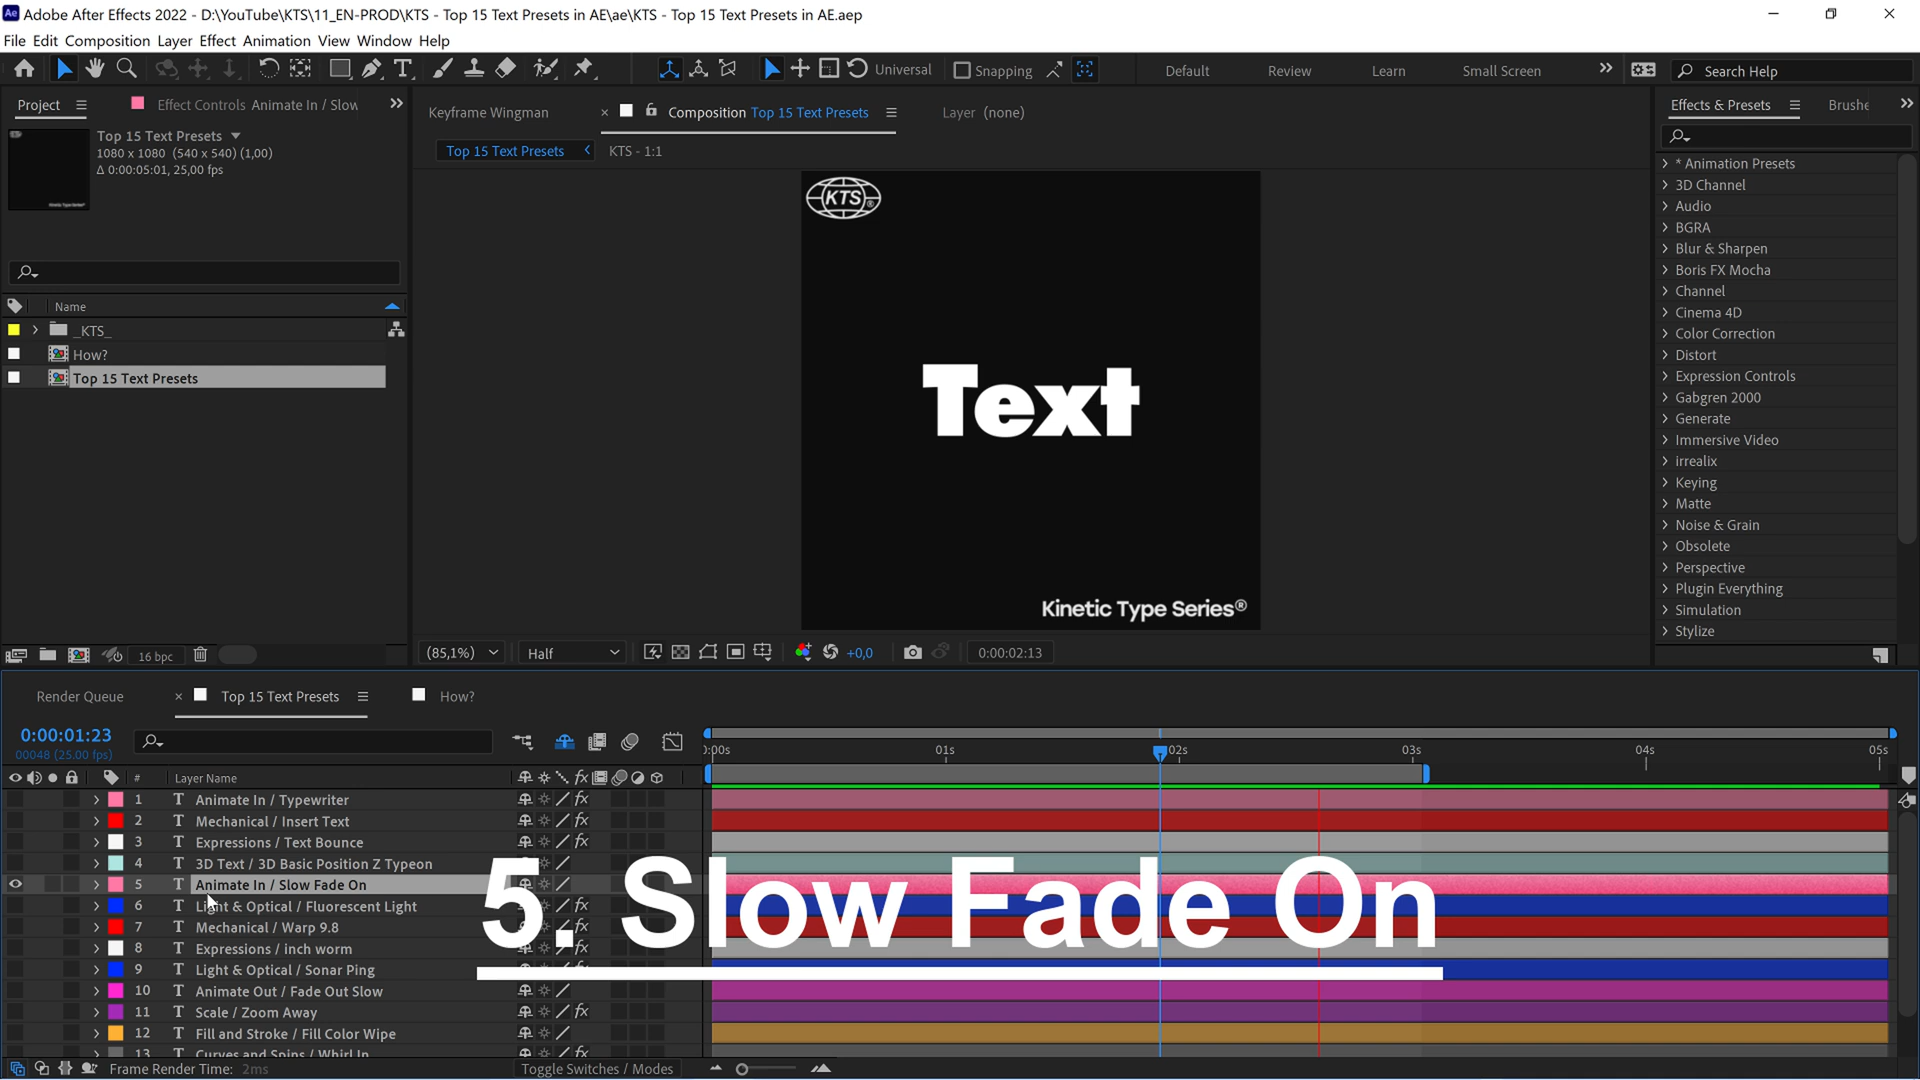 Adobe After Effects 2022 - D:\YouTube\KTS\11_EN-PROD\KTS - Top 15 Text Presets in AE\ae\KTS - Top 15 Text Presets in AE.aep
File Edit Composition Layer Effect Animation View Window Help
Universal
Snapping
Default
Review
Learn
Small Screen
Search Help
Project
Effect Controls Animate In / Slow
Keyframe Wingman
Composition Top 15 Text Presets
Layer (none)
Effects & Presets
Brushe
Top 15 Text Presets
1080 x 1080 (540 x 540) (1,00)
Δ 0:00:05:01, 25,00 fps
Top 15 Text Presets
KTS - 1:1
Name
_KTS_
How?
Top 15 Text Presets
16 bpc
KTS®
Text
Kinetic Type Series®
(85,1%)
Half
+0,0
0:00:02:13
* Animation Presets
3D Channel
Audio
BGRA
Blur & Sharpen
Boris FX Mocha
Channel
Cinema 4D
Color Correction
Distort
Expression Controls
Gabgren 2000
Generate
Immersive Video
irrealix
Keying
Matte
Noise & Grain
Obsolete
Perspective
Plugin Everything
Simulation
Stylize
Render Queue
Top 15 Text Presets
How?
0:00:01:23
00048 (25.00 fps)
:00s
01s
02s
03s
04s
05s
# Layer Name
1 T Animate In / Typewriter
2 T Mechanical / Insert Text
3 T Expressions / Text Bounce
4 T 3D Text / 3D Basic Position Z Typeon
5 T Animate In / Slow Fade On
6 T Light & Optical / Fluorescent Light
7 T Mechanical / Warp 9.8
8 T Expressions / inch worm
9 T Light & Optical / Sonar Ping
10 T Animate Out / Fade Out Slow
11 T Scale / Zoom Away
12 T Fill and Stroke / Fill Color Wipe
13 T Curves and Spins / Whirl In
5. Slow Fade On
Frame Render Time: 2ms
Toggle Switches / Modes